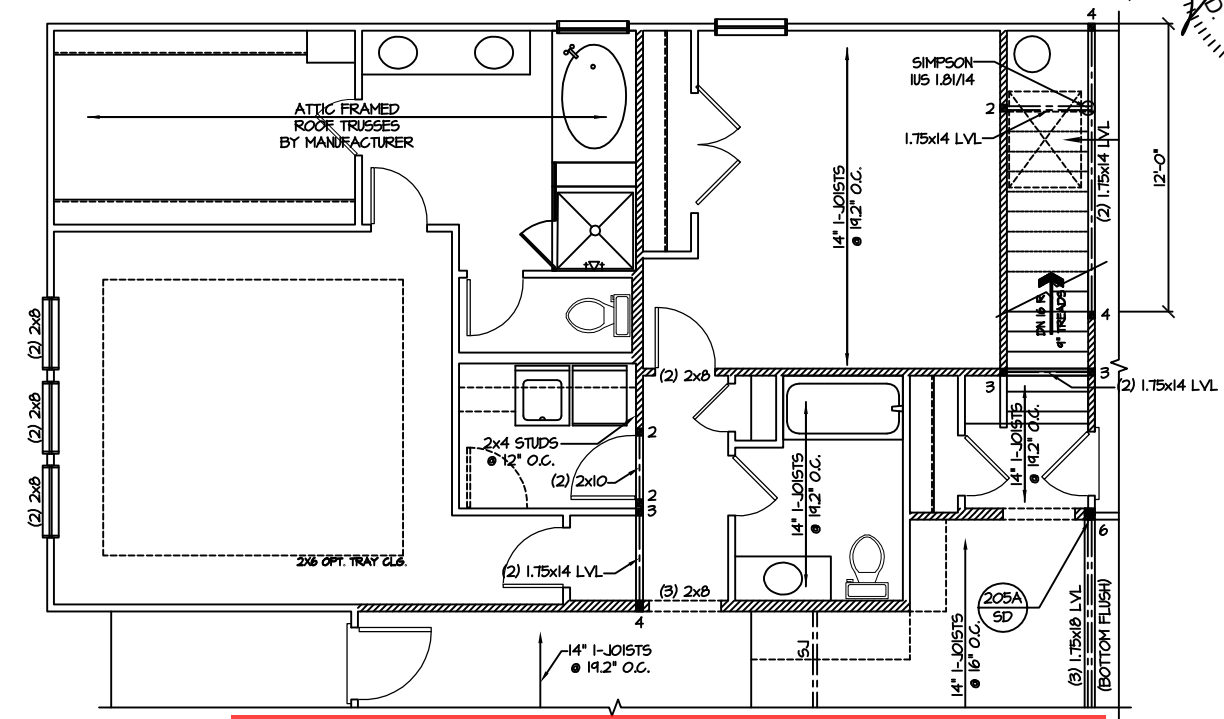 4
D.
SIMPSON
IUS 1.81/14
ATTIC FRAMED
ROOF TRUSSES
BY MANUFACTURER
2
1.75x14 LVL
(2) 1.75x14 LVL
12'-0"
14" I-JOISTS
@ 19.2" O.C.
DN 16 R
9" TREADS
4
(2) 2x8
(2) 2x8
(2) 2x8
(2) 2x8
3
3
(2) 1.75x14 LVL
2x4 STUDS
@ 12" O.C.
2
(2) 2x10
2
3
14" I-JOISTS
@ 19.2" O.C.
14" I-JOISTS
@ 19.2" O.C.
6
2X6 OPT. TRAY CLG.
(2) 1.75x14 LVL
(3) 2x8
4
205A
SD
14" I-JOISTS
@ 19.2" O.C.
SJ
14" I-JOISTS
@ 16" O.C.
(3) 1.75x18 LVL
(BOTTOM FLUSH)